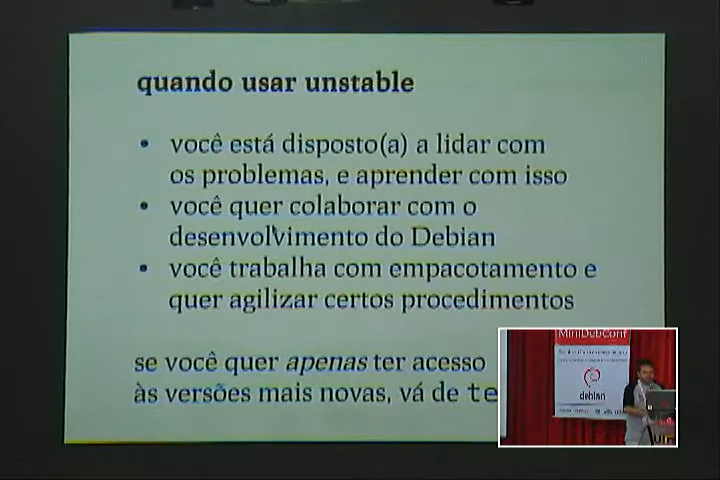 quando usar unstable
• você está disposto(a) a lidar com
os problemas, e aprender com isso
• você quer colaborar com o
desenvolvimento do Debian
• você trabalha com empacotamento e
quer agilizar certos procedimentos
se você quer apenas ter acesso
às versões mais novas, vá de te
MiniDebConf
debian